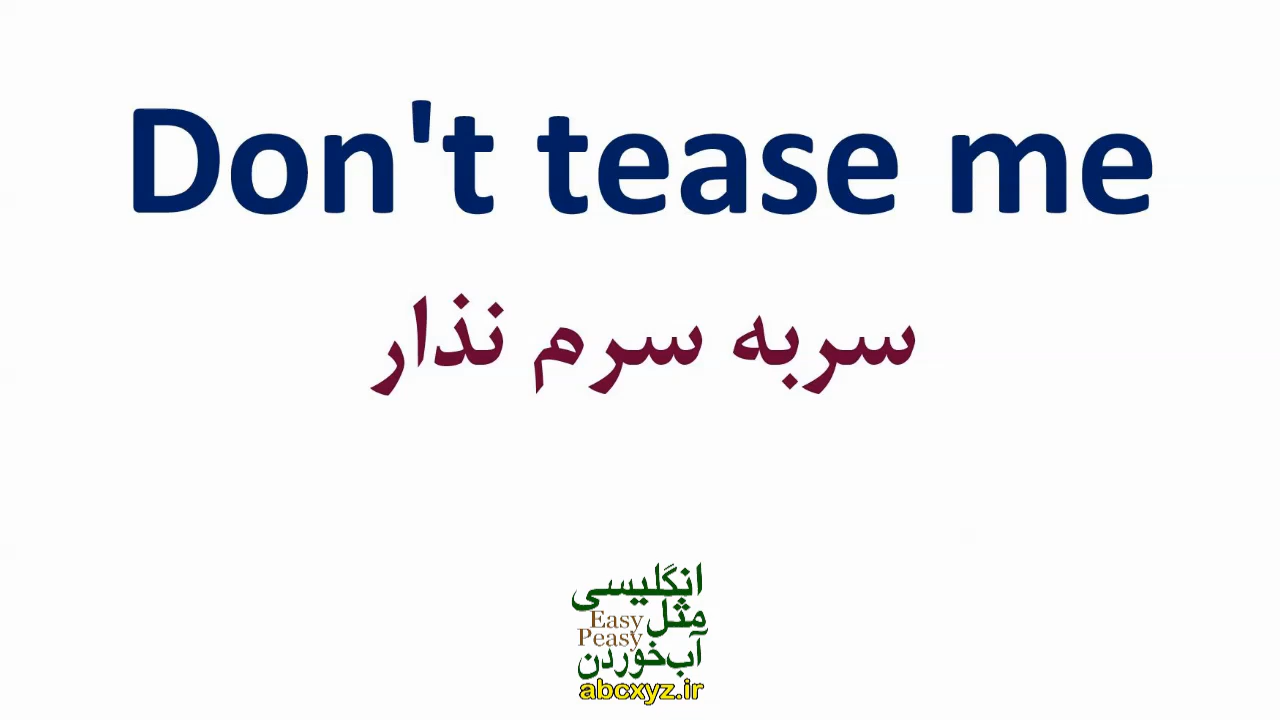 Don't tease me
سربه سرم نذار
انگلیسی
مثل Easy
Peasy
آب‌خوردن
abcxyz.ir